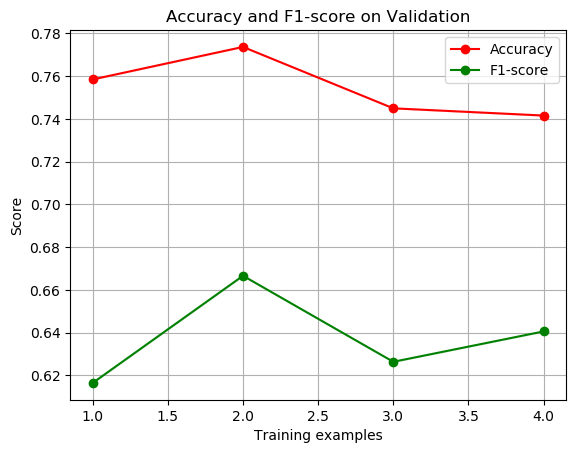 Accuracy and F1-score on Validation
0.78
0.76
0.74
0.72
0.70
0.68
0.66
0.64
0.62
Score
Accuracy
F1-score
1.0 1.5 2.0 2.5 3.0 3.5 4.0
Training examples